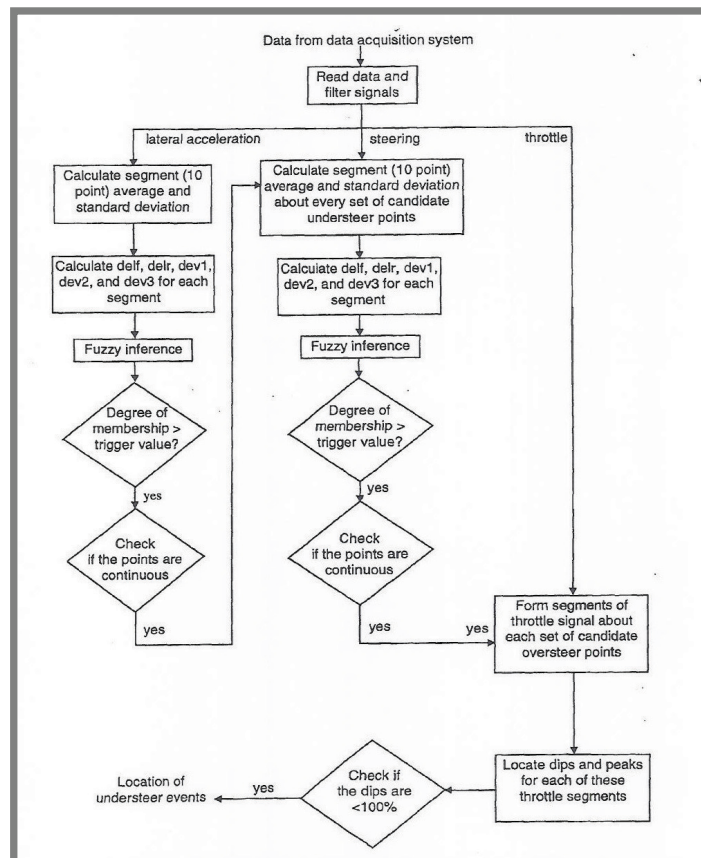 Data from data acquisition system
Read data and
filter signals
lateral acceleration
steering
throttle
Calculate segment (10
point) average and
standard deviation
Calculate segment (10 point)
average and standard deviation
about every set of candidate
understeer points
Calculate delf, delr, dev1,
dev2, and dev3 for each
segment
Calculate delf, delr, dev1,
dev2, and dev3 for each
segment
Fuzzy inference
Fuzzy inference
Degree of
membership >
trigger value?
Degree of
membership >
trigger value?
yes
yes
Check
if the points are
continuous
Check
if the points are
continuous
yes
yes
yes
Form segments of
throttle signal about
each set of candidate
oversteer points
Locate dips and peaks
for each of these
throttle segments
Check if
the dips are
<100%
yes
Location of
understeer events